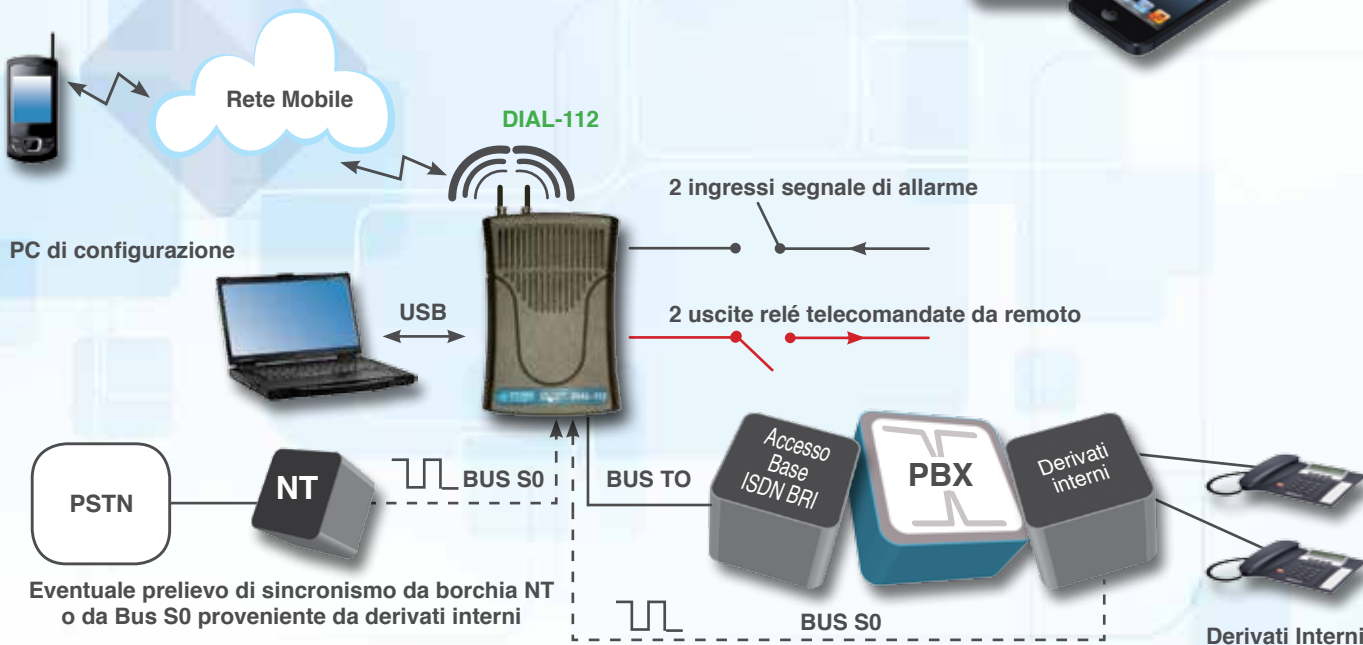 Rete Mobile
DIAL-112
2 ingressi segnale di allarme
PC di configurazione
USB
2 uscite relé telecomandate da remoto
Accesso
Base
ISDN BRI
PBX
Derivati
interni
PSTN
NT
BUS S0
BUS TO
Eventuale prelievo di sincronismo da borchia NT
o da Bus S0 proveniente da derivati interni
BUS S0
Derivati Interni